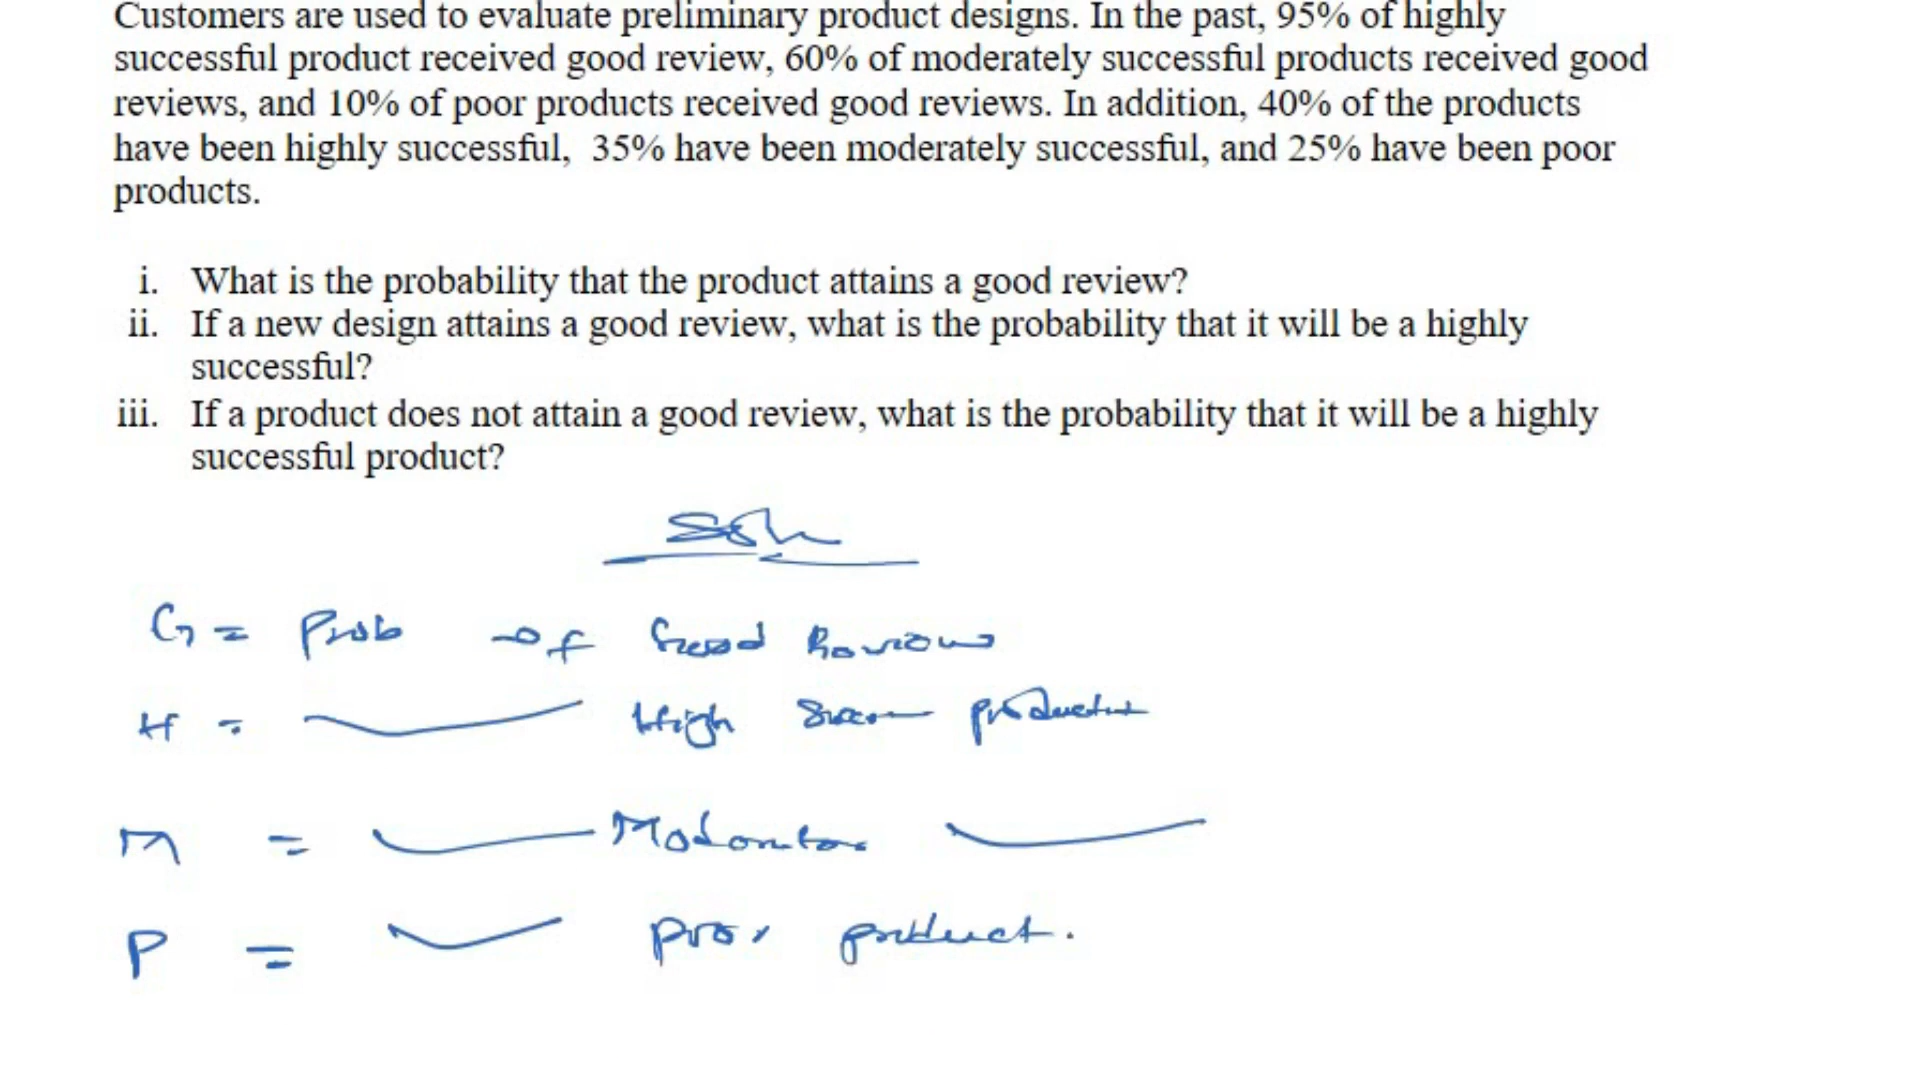 Customers are used to evaluate preliminary product designs. In the past, 95% of highly
successful product received good review, 60% of moderately successful products received good
reviews, and 10% of poor products received good reviews. In addition, 40% of the products
have been highly successful, 35% have been moderately successful, and 25% have been poor
products.
i. What is the probability that the product attains a good review?
ii. If a new design attains a good review, what is the probability that it will be a highly
successful?
iii. If a product does not attain a good review, what is the probability that it will be a highly
successful product?
G = Prob of Good Review
H = High product
M =
P = product.